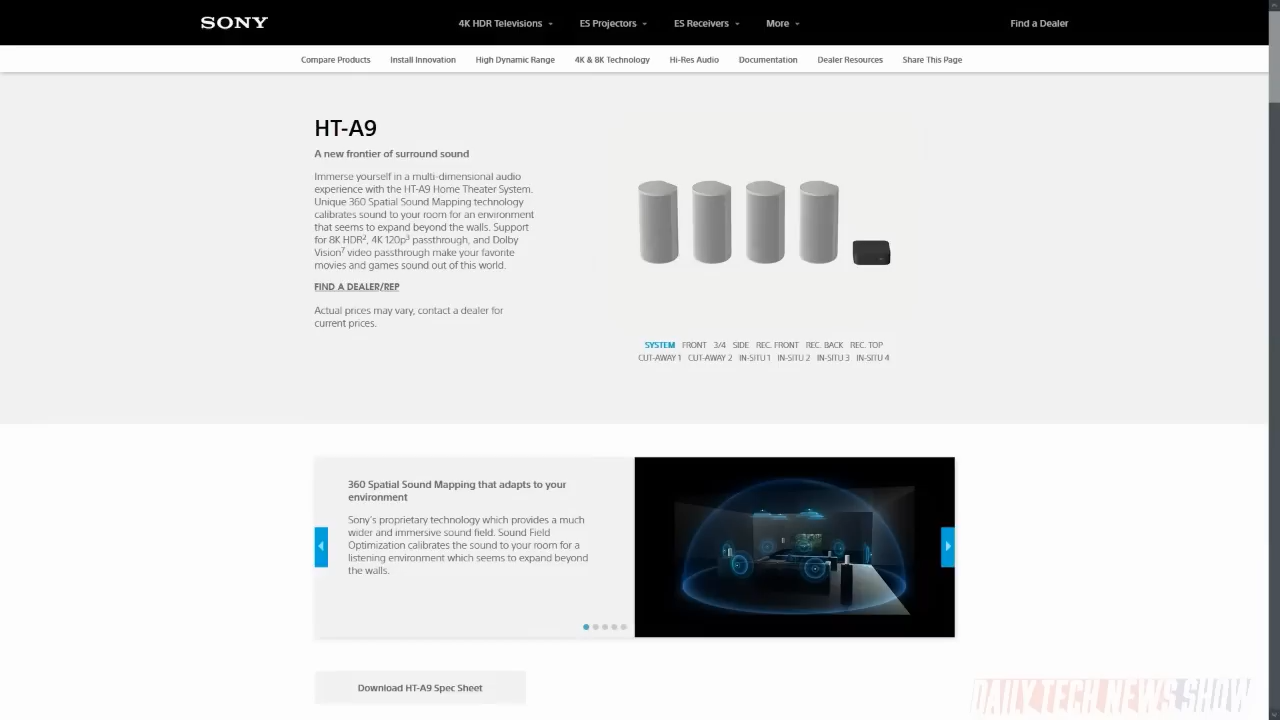 SONY
4K HDR Televisions
ES Projectors
ES Receivers
More
Find a Dealer
Compare Products
Install Innovation
High Dynamic Range
4K & 8K Technology
Hi-Res Audio
Documentation
Dealer Resources
Share This Page
HT-A9
A new frontier of surround sound
Immerse yourself in a multi-dimensional audio
experience with the HT-A9 Home Theater System.
Unique 360 Spatial Sound Mapping technology
calibrates sound to your room for an environment
that seems to expand beyond the walls. Support
for 8K HDR², 4K 120p³ passthrough, and Dolby
Vision⁷ video passthrough make your favorite
movies and games sound out of this world.
FIND A DEALER/REP
Actual prices may vary, contact a dealer for
current prices.
SYSTEM FRONT 3/4 SIDE REC. FRONT REC. BACK REC. TOP
CUT-AWAY 1 CUT-AWAY 2 IN-SITU 1 IN-SITU 2 IN-SITU 3 IN-SITU 4
360 Spatial Sound Mapping that adapts to your
environment
Sony's proprietary technology which provides a much
wider and immersive sound field. Sound Field
Optimization calibrates the sound to your room for a
listening environment which seems to expand beyond
the walls.
Download HT-A9 Spec Sheet
DAILY TECH NEWS SHOW